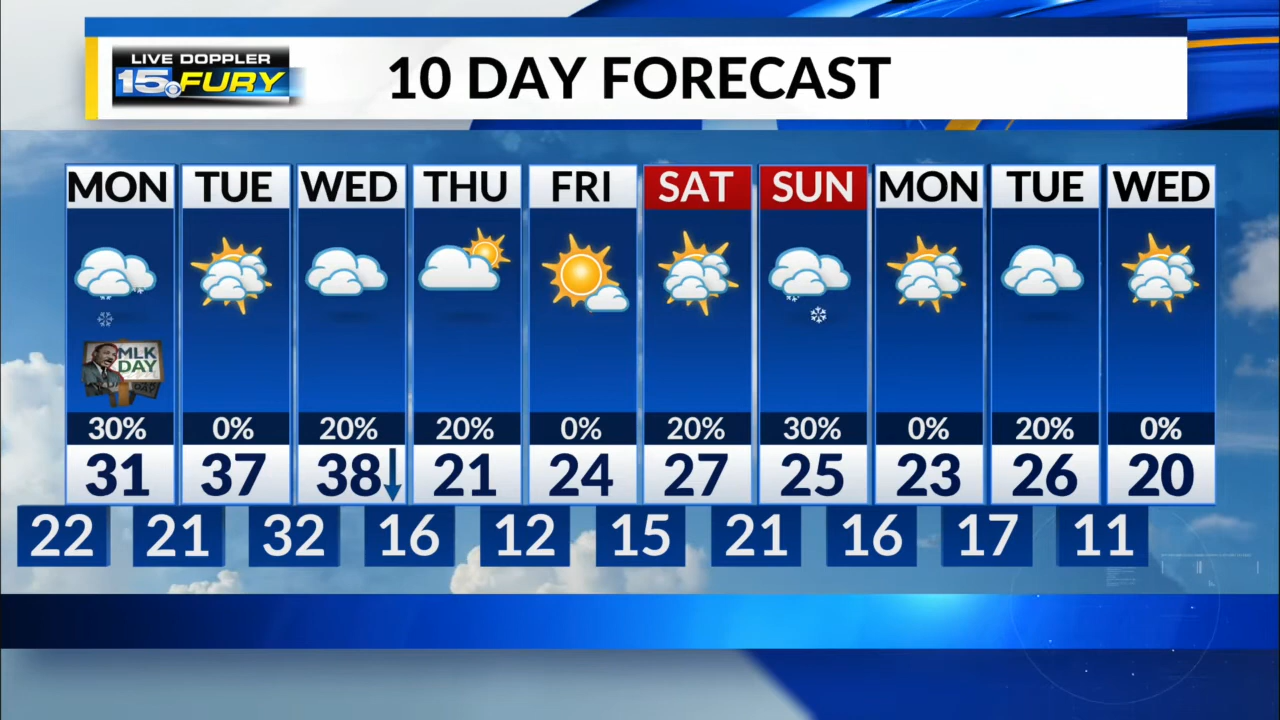 LIVE DOPPLER
15 FURY
10 DAY FORECAST
MON TUE WED THU FRI SAT SUN MON TUE WED
MLK
DAY
30% 0% 20% 20% 0% 20% 30% 0% 20% 0%
31 37 38 21 24 27 25 23 26 20
22 21 32 16 12 15 21 16 17 11